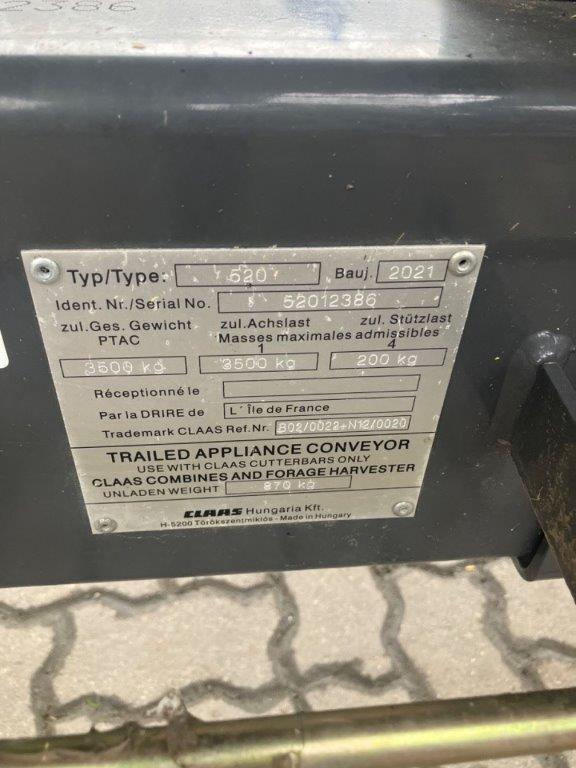 2386
Typ/Type. 520 Bauj. 2021
Ident. Nr./Serial No. 52012386
zul.Ges. Gewicht zul.Achslast zul. Stützlast
PTAC Masses maximales admissibles
1 4
3500 kg 3500 kg 200 kg
Réceptionné le
Par la DRIRE de L´Île de France
Trademark CLAAS Ref.Nr. B02/0022+N12/0020
TRAILED APPLIANCE CONVEYOR
USE WITH CLAAS CUTTERBARS ONLY
CLAAS COMBINES AND FORAGE HARVESTER
UNLADEN WEIGHT 870 kg
CLAAS Hungaria Kft.
H-5200 Törökszentmiklós - Made in Hungary